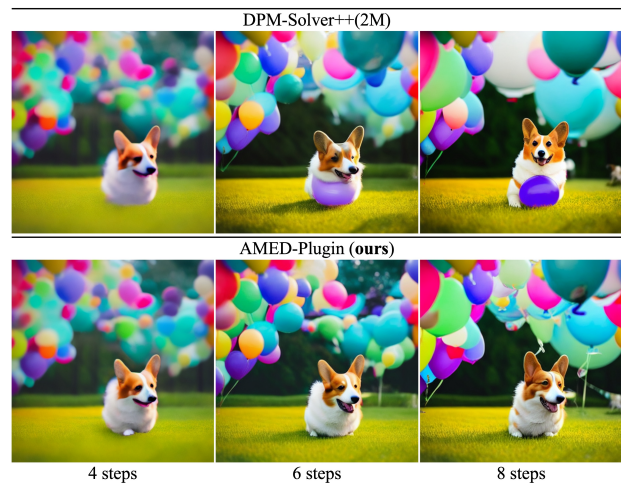 DPM-Solver++(2M)
AMED-Plugin (ours)
4 steps
6 steps
8 steps